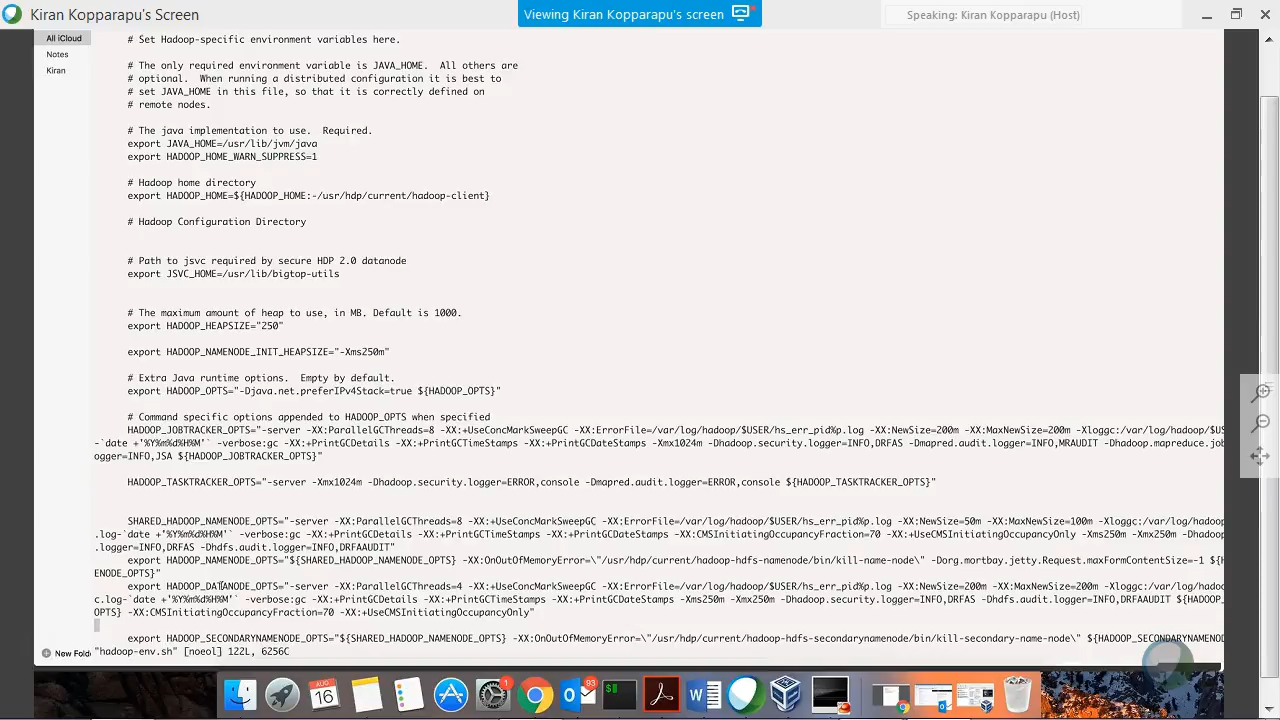 Kiran Kopparapu's Screen
Viewing Kiran Kopparapu's screen
Speaking: Kiran Kopparapu (Host)
All iCloud
Notes
Kiran
# Set Hadoop-specific environment variables here.
# The only required environment variable is JAVA_HOME.  All others are
# optional.  When running a distributed configuration it is best to
# set JAVA_HOME in this file, so that it is correctly defined on
# remote nodes.
# The java implementation to use.  Required.
export JAVA_HOME=/usr/lib/jvm/java
export HADOOP_HOME_WARN_SUPPRESS=1
# Hadoop home directory
export HADOOP_HOME=${HADOOP_HOME:-/usr/hdp/current/hadoop-client}
# Hadoop Configuration Directory
# Path to jsvc required by secure HDP 2.0 datanode
export JSVC_HOME=/usr/lib/bigtop-utils
# The maximum amount of heap to use, in MB. Default is 1000.
export HADOOP_HEAPSIZE="250"
export HADOOP_NAMENODE_INIT_HEAPSIZE="-Xms250m"
# Extra Java runtime options.  Empty by default.
export HADOOP_OPTS="-Djava.net.preferIPv4Stack=true ${HADOOP_OPTS}"
# Command specific options appended to HADOOP_OPTS when specified
HADOOP_JOBTRACKER_OPTS="-server -XX:ParallelGCThreads=8 -XX:+UseConcMarkSweepGC -XX:ErrorFile=/var/log/hadoop/$USER/hs_err_pid%p.log -XX:NewSize=200m -XX:MaxNewSize=200m -Xloggc:/var/log/hadoop/$US
-`date +'%Y%m%d%H%M'` -verbose:gc -XX:+PrintGCDetails -XX:+PrintGCTimeStamps -XX:+PrintGCDateStamps -Xmx1024m -Dhadoop.security.logger=INFO,DRFAS -Dmapred.audit.logger=INFO,MRAUDIT -Dhadoop.mapreduce.jo
ogger=INFO,JSA ${HADOOP_JOBTRACKER_OPTS}"
HADOOP_TASKTRACKER_OPTS="-server -Xmx1024m -Dhadoop.security.logger=ERROR,console -Dmapred.audit.logger=ERROR,console ${HADOOP_TASKTRACKER_OPTS}"
SHARED_HADOOP_NAMENODE_OPTS="-server -XX:ParallelGCThreads=8 -XX:+UseConcMarkSweepGC -XX:ErrorFile=/var/log/hadoop/$USER/hs_err_pid%p.log -XX:NewSize=50m -XX:MaxNewSize=100m -Xloggc:/var/log/hadoop/$
.log-`date +'%Y%m%d%H%M'` -verbose:gc -XX:+PrintGCDetails -XX:+PrintGCTimeStamps -XX:+PrintGCDateStamps -XX:CMSInitiatingOccupancyFraction=70 -XX:+UseCMSInitiatingOccupancyOnly -Xms250m -Xmx250m -Dhadoo
.logger=INFO,DRFAS -Dhdfs.audit.logger=INFO,DRFAAUDIT"
export HADOOP_NAMENODE_OPTS="${SHARED_HADOOP_NAMENODE_OPTS} -XX:OnOutOfMemoryError=\"/usr/hdp/current/hadoop-hdfs-namenode/bin/kill-name-node\" -Dorg.mortbay.jetty.Request.maxFormContentSize=-1 ${
ENODE_OPTS}"
export HADOOP_DATANODE_OPTS="-server -XX:ParallelGCThreads=4 -XX:+UseConcMarkSweepGC -XX:ErrorFile=/var/log/hadoop/$USER/hs_err_pid%p.log -XX:NewSize=200m -XX:MaxNewSize=200m -Xloggc:/var/log/hadoop/
c.log-`date +'%Y%m%d%H%M'` -verbose:gc -XX:+PrintGCDetails -XX:+PrintGCTimeStamps -XX:+PrintGCDateStamps -Xms250m -Xmx250m -Dhadoop.security.logger=INFO,DRFAS -Dhdfs.audit.logger=INFO,DRFAAUDIT ${HADO
OPTS} -XX:CMSInitiatingOccupancyFraction=70 -XX:+UseCMSInitiatingOccupancyOnly"
export HADOOP_SECONDARYNAMENODE_OPTS="${SHARED_HADOOP_NAMENODE_OPTS} -XX:OnOutOfMemoryError=\"/usr/hdp/current/hadoop-hdfs-secondarynamenode/bin/kill-secondary-name-node\" ${HADOOP_SECONDARYNAMENO
"hadoop-env.sh" [noeol] 122L, 6256C
New Folde
AUG
16
1
93